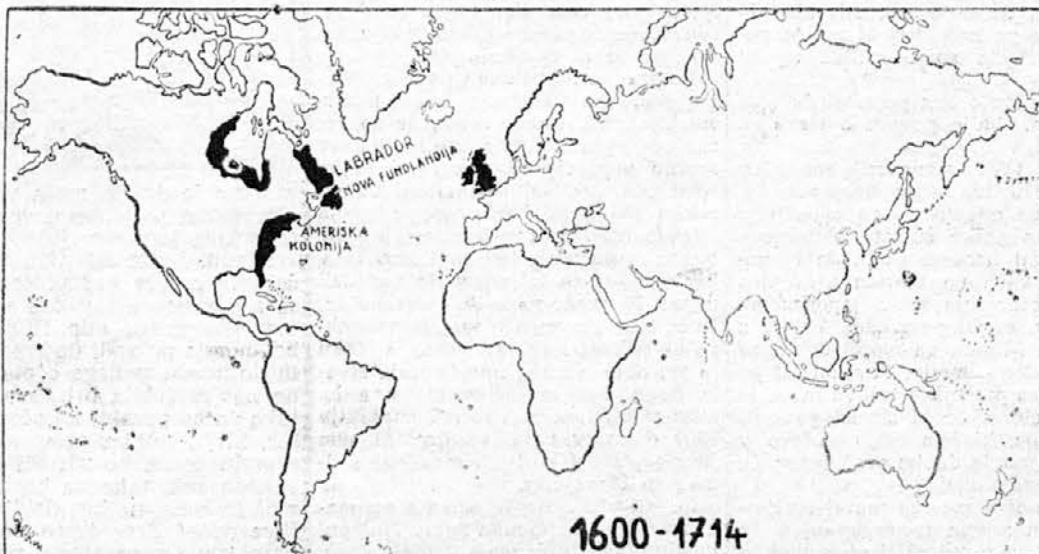 LABRADOR
NOVA FUNDLANDIJA
AMERIŠKA
KOLONIJA
1600-1714